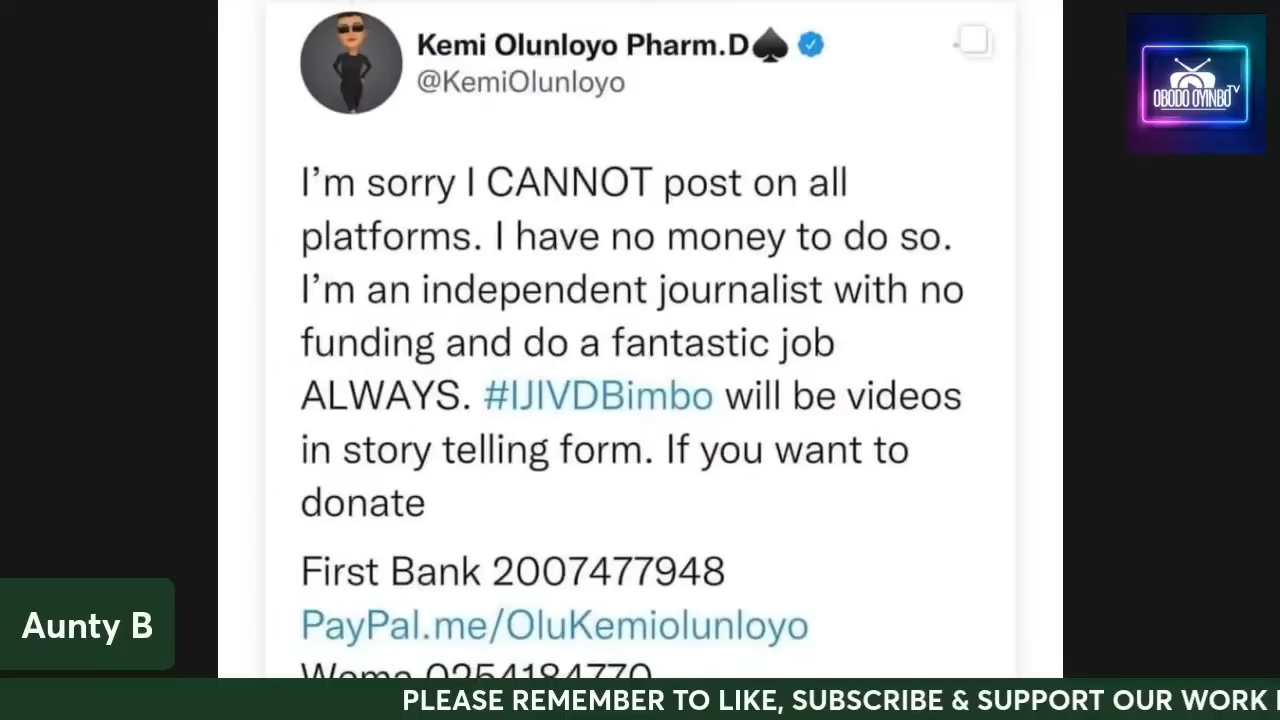 Kemi Olunloyo Pharm.D
@KemiOlunloyo
OBODO OYINBO TV
I'm sorry I CANNOT post on all
platforms. I have no money to do so.
I'm an independent journalist with no
funding and do a fantastic job
ALWAYS. #IJIVDBimbo will be videos
in story telling form. If you want to
donate
First Bank 2007477948
PayPal.me/OluKemiolunloyo
Wema 0254184770
Aunty B
PLEASE REMEMBER TO LIKE, SUBSCRIBE & SUPPORT OUR WORK